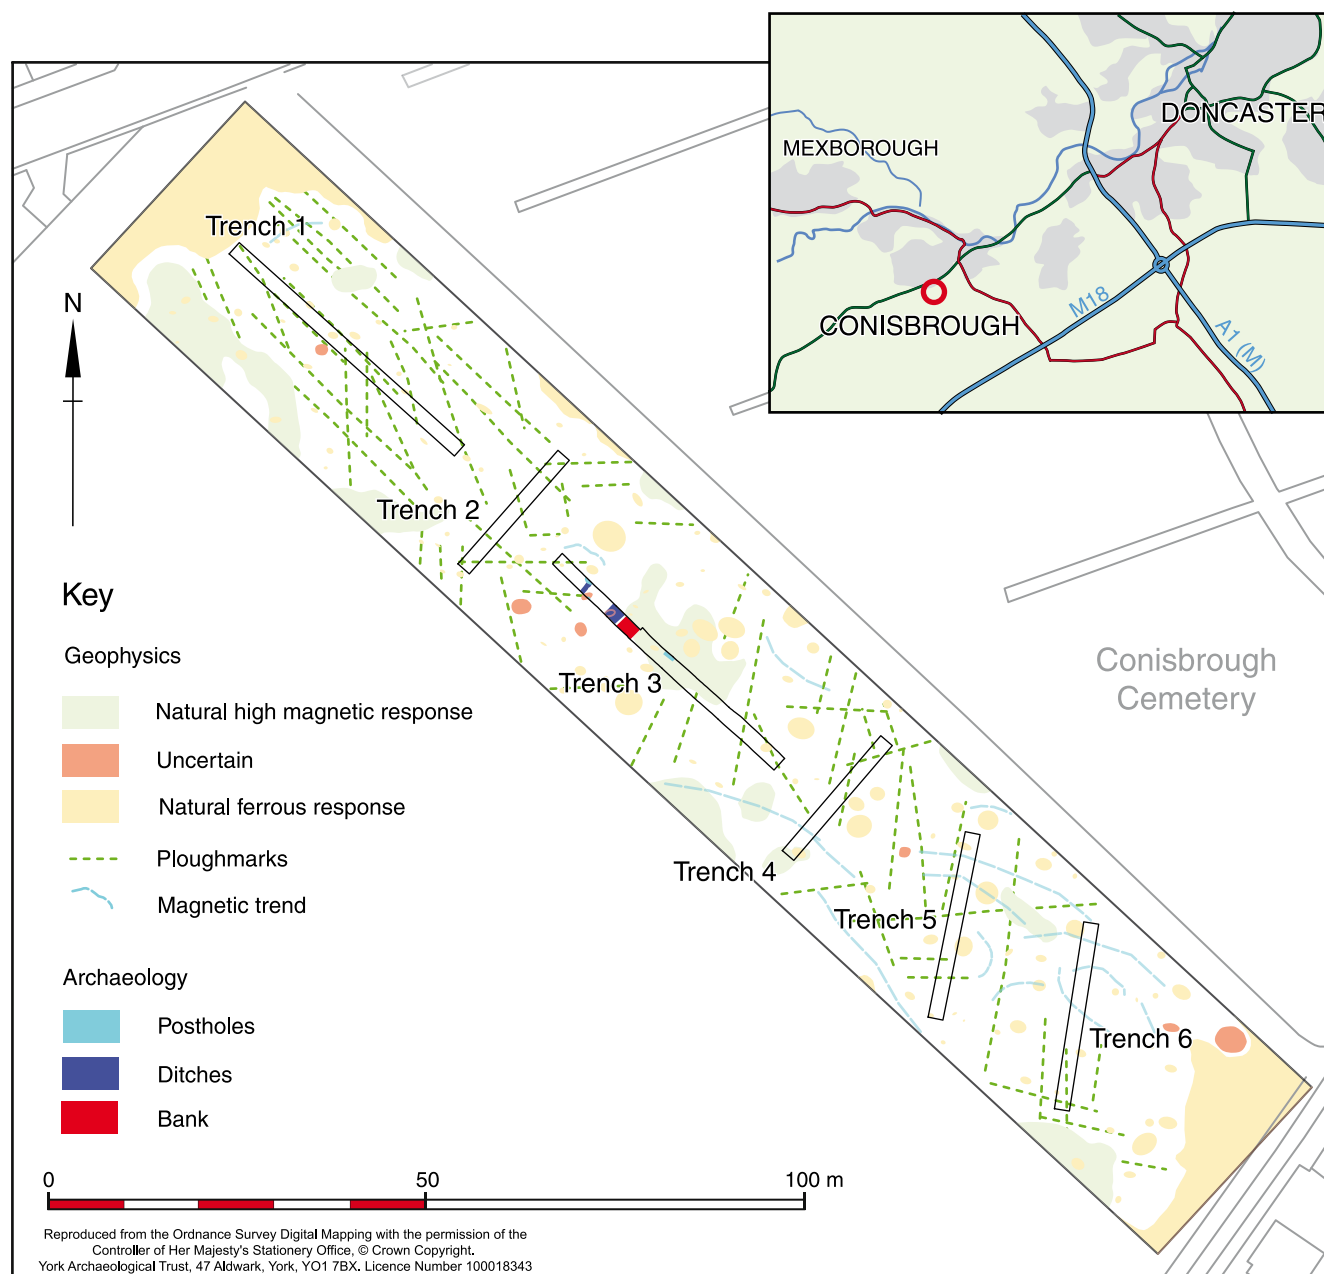 MEXBOROUGH
DONCASTER
CONISBROUGH
M18
A1 (M)
Trench 1
N
Trench 2
Trench 3
Conisbrough
Cemetery
Trench 4
Trench 5
Trench 6
Key
Geophysics
Natural high magnetic response
Uncertain
Natural ferrous response
Ploughmarks
Magnetic trend
Archaeology
Postholes
Ditches
Bank
0 50 100 m
Reproduced from the Ordnance Survey Digital Mapping with the permission of the
Controller of Her Majesty's Stationery Office, © Crown Copyright.
York Archaeological Trust, 47 Aldwark, York, YO1 7BX. Licence Number 100018343